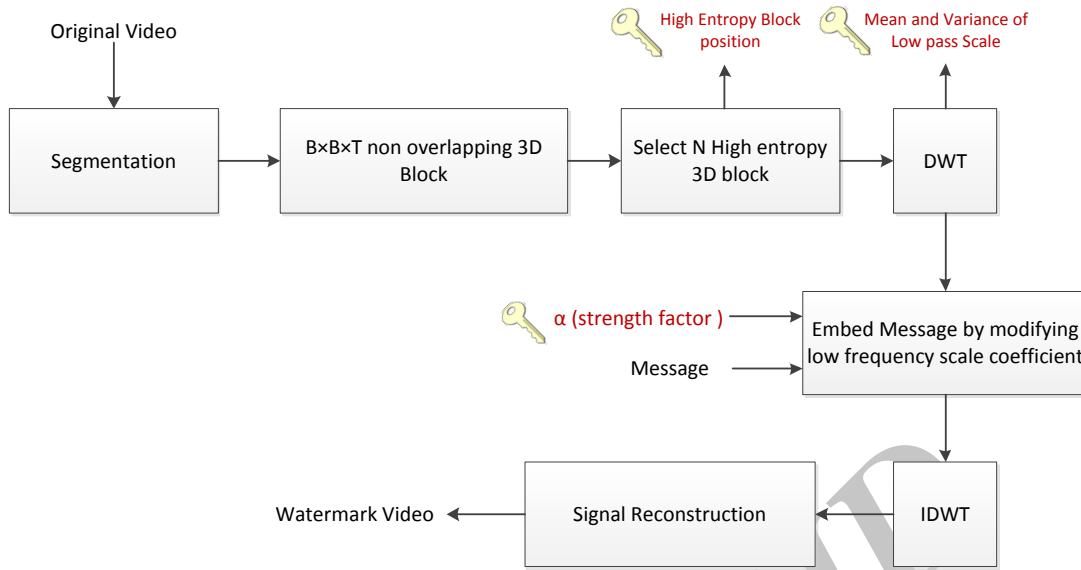 High Entropy Block
position
Mean and Variance of
Low pass Scale
Original Video
Segmentation
B×B×T non overlapping 3D
Block
Select N High entropy
3D block
DWT
α (strength factor )
Message
Embed Message by modifying
low frequency scale coefficient
Watermark Video
Signal Reconstruction
IDWT